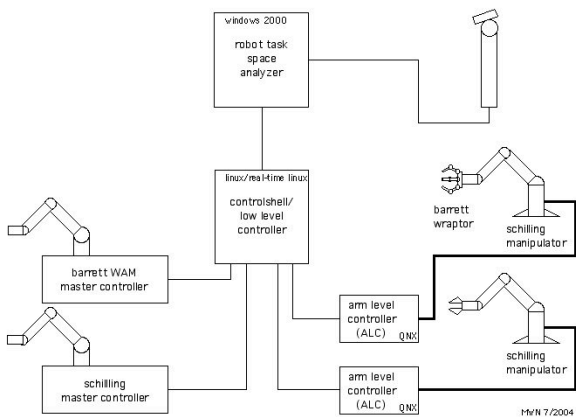 windows 2000
robot task
space
analyzer
linux/real-time linux
controlshell/
low level
controller
barrett
wraptor
schilling
manipulator
barrett WAM
master controller
arm level
controller
(ALC)
QNX
schilling
manipulator
schillling
master controller
arm level
controller
(ALC)
QNX
MWN 7/2004